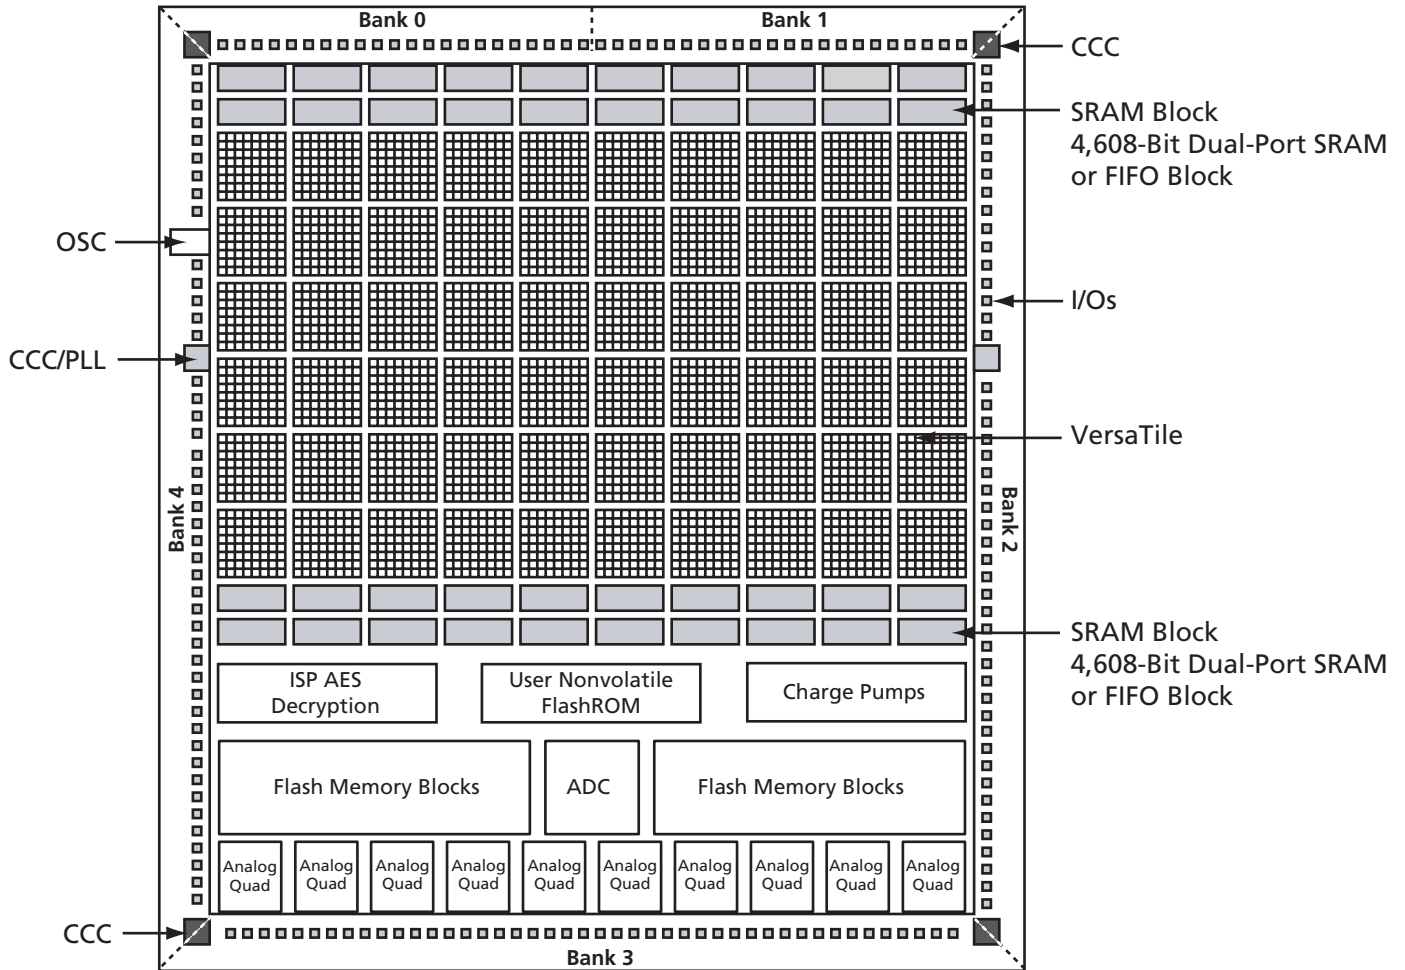 Bank 0
Bank 1
CCC
SRAM Block
4,608-Bit Dual-Port SRAM
or FIFO Block
OSC
I/Os
CCC/PLL
VersaTile
Bank 4
Bank 2
SRAM Block
4,608-Bit Dual-Port SRAM
or FIFO Block
ISP AES
Decryption
User Nonvolatile
FlashROM
Charge Pumps
Flash Memory Blocks
ADC
Flash Memory Blocks
Analog
Quad
Analog
Quad
Analog
Quad
Analog
Quad
Analog
Quad
Analog
Quad
Analog
Quad
Analog
Quad
Analog
Quad
Analog
Quad
CCC
Bank 3